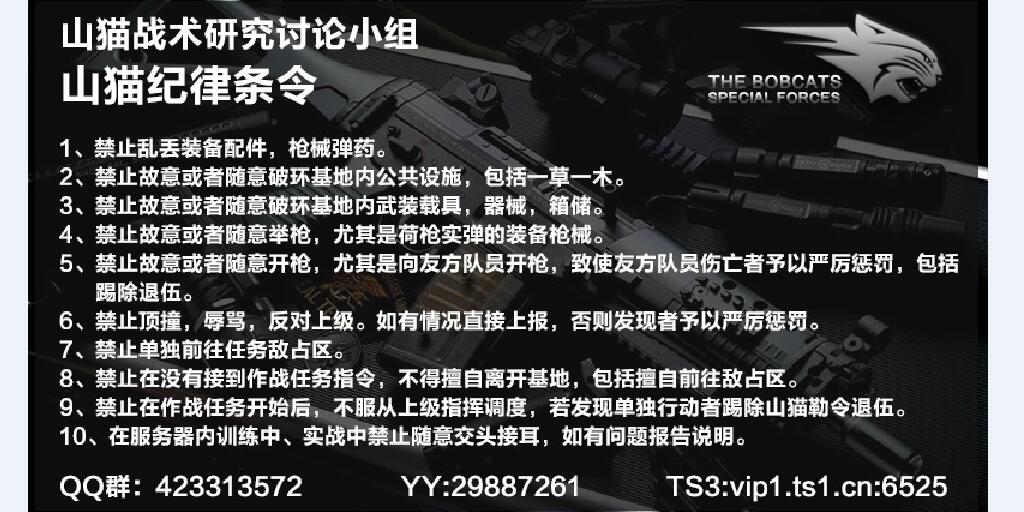 山猫战术研究讨论小组
山猫纪律条令
THE BOBCATS
SPECIAL FORCES
1、禁止乱丢装备配件，枪械弹药。
2、禁止故意或者随意破环基地内公共设施，包括一草一木。
3、禁止故意或者随意破环基地内武装载具，器械，箱储。
4、禁止故意或者随意举枪，尤其是荷枪实弹的装备枪械。
5、禁止故意或者随意开枪，尤其是向友方队员开枪，致使友方队员伤亡者予以严厉惩罚，包括
踢除退伍。
6、禁止顶撞，辱骂，反对上级。如有情况直接上报，否则发现者予以严厉惩罚。
7、禁止单独前往任务敌占区。
8、禁止在没有接到作战任务指令，不得擅自离开基地，包括擅自前往敌占区。
9、禁止在作战任务开始后，不服从上级指挥调度，若发现单独行动者踢除山猫勒令退伍。
10、在服务器内训练中、实战中禁止随意交头接耳，如有问题报告说明。
QQ群：423313572 YY:29887261 TS3:vip1.ts1.cn:6525